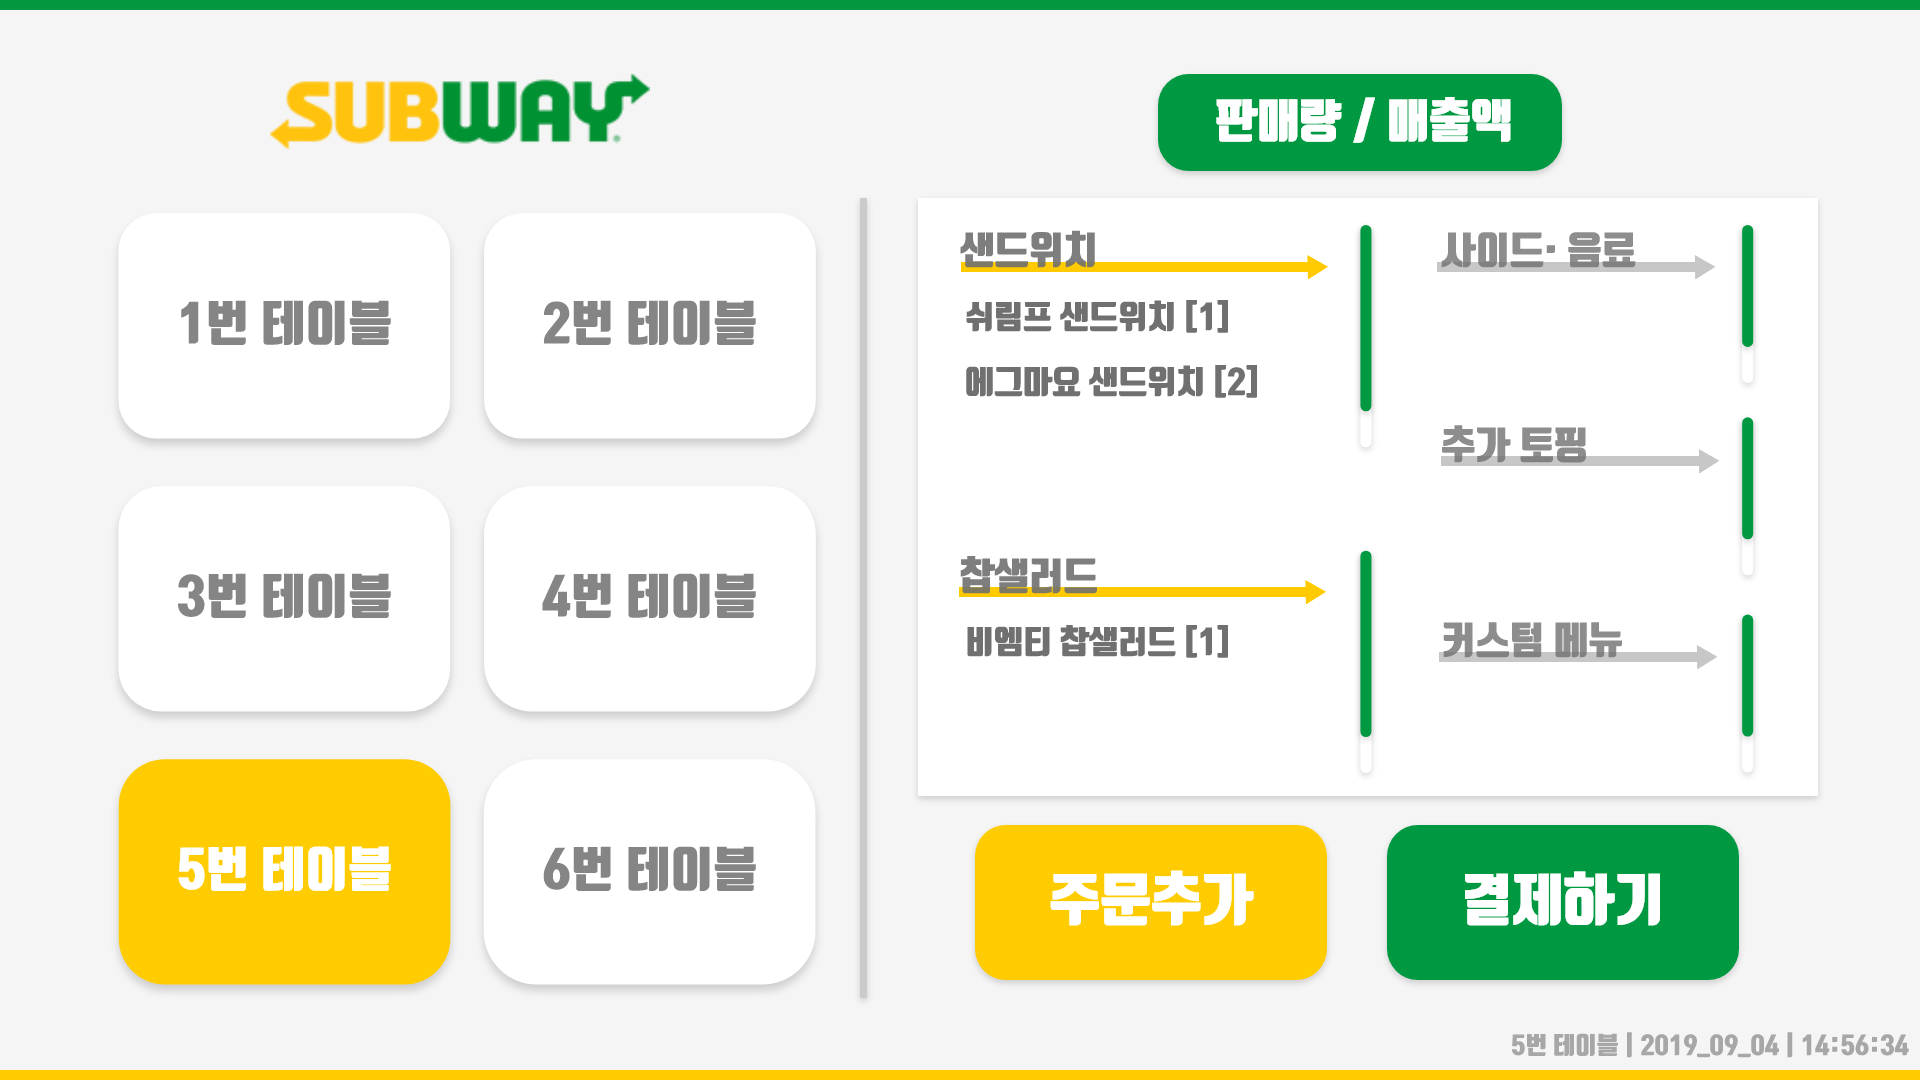 SUBWAY
1번 테이블
2번 테이블
3번 테이블
4번 테이블
5번 테이블
6번 테이블
판매량 / 매출액
샌드위치
쉬림프 샌드위치 [1]
에그마요 샌드위치 [2]
찹샐러드
비엠티 찹샐러드 [1]
사이드· 음료
추가 토핑
커스텀 메뉴
주문추가
결제하기
5번 테이블 | 2019_09_04 | 14:56:34